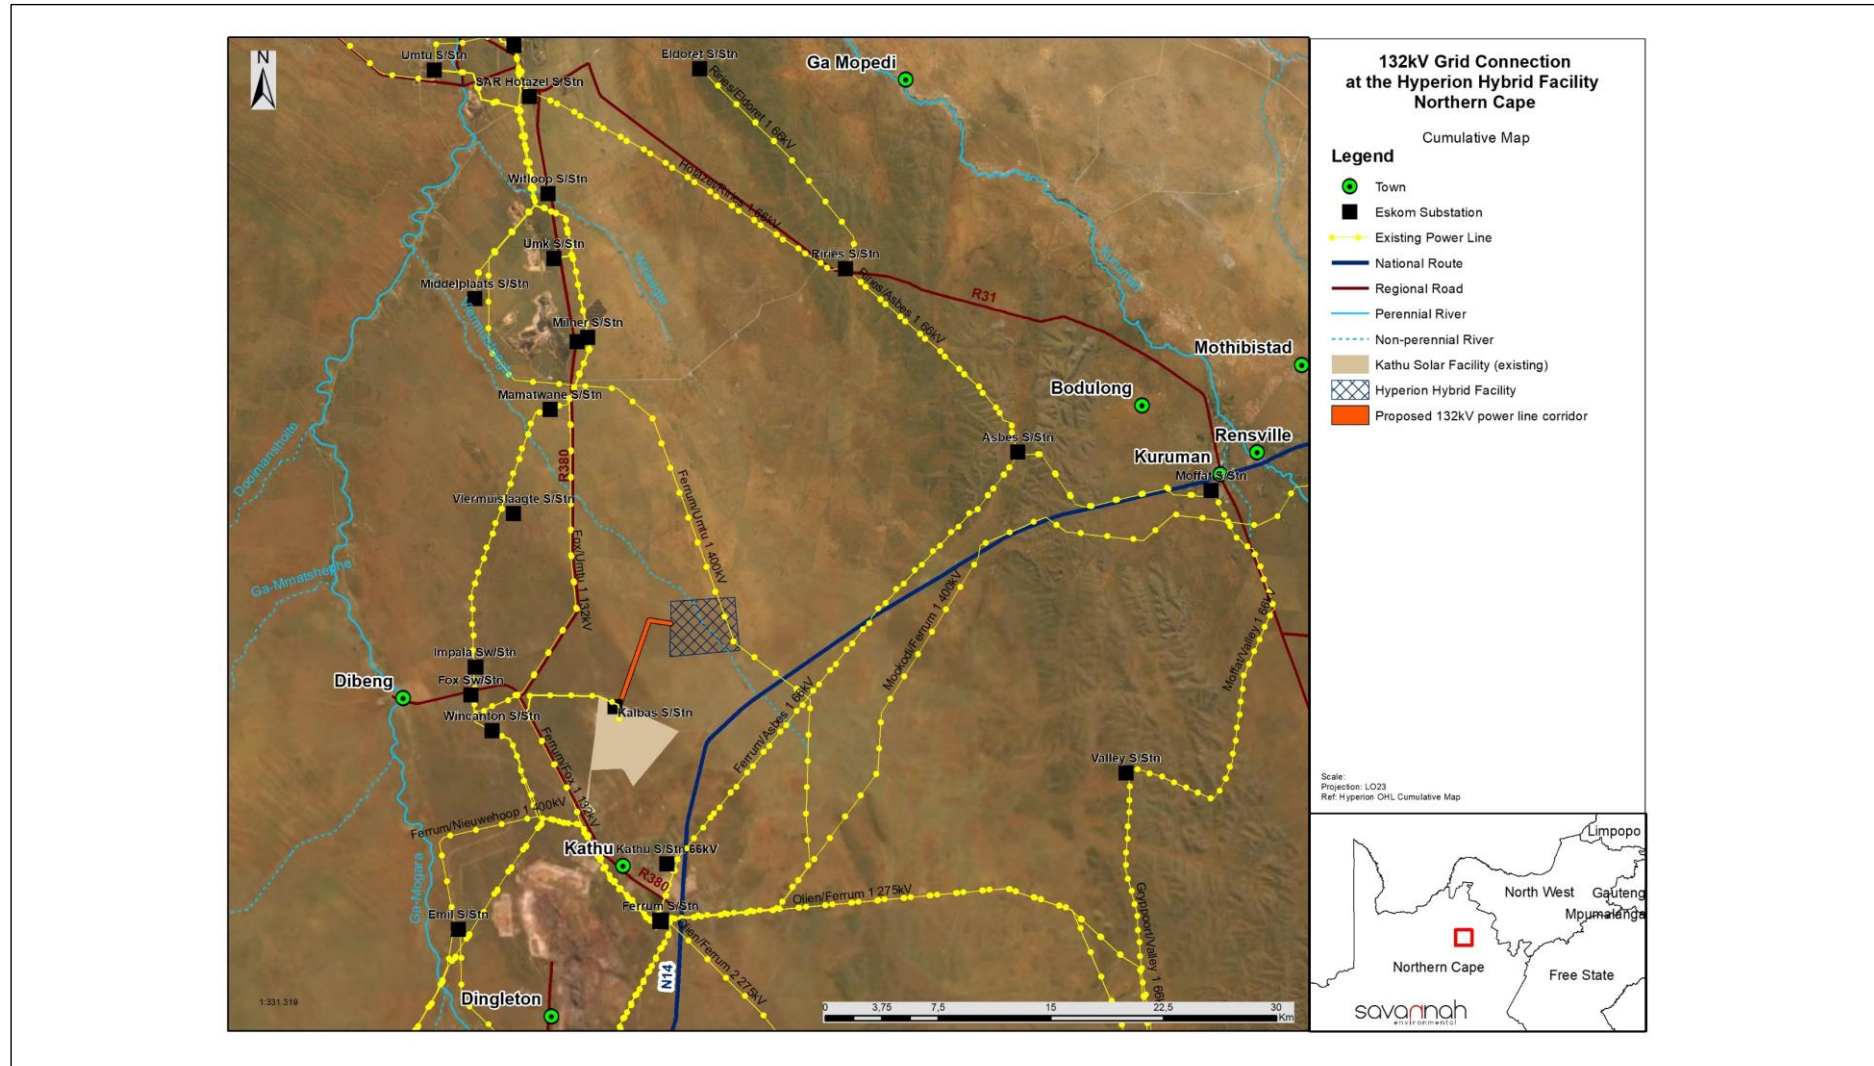 132kV Grid Connection
at the Hyperion Hybrid Facility
Northern Cape
Cumulative Map
Legend
Town
Eskom Substation
Existing Power Line
National Route
Regional Road
Perennial River
Non-perennial River
Kathu Solar Facility (existing)
Hyperion Hybrid Facility
Proposed 132kV power line corridor
Scale:
Projection: LO23
Ref: Hyperion OHL Cumulative Map
Limpopo
North West
Gauteng
Mpumalanga
Northern Cape
Free State
savannah
environmental
N
Umtu S/Stn
Eldoret S/Stn
Ga Mopedi
SAR Hotazel S/Stn
Riries/Eldoret 1 66kV
Witloop S/Stn
Hotazel/Riries 1 66kV
Umk S/Stn
Riries S/Stn
Kuruman
Middelplaats S/Stn
Riries/Asbes 1 66kV
R31
Milner S/Stn
Mothibistad
Mamatwane S/Stn
Bodulong
Asbes S/Stn
Rensville
Kuruman
Moffat S/Stn
R380
Vlermuislaagte S/Stn
Ferrum/Umtu 1 400kV
Ga-Mmatshephe
Fox/Umtu 1 132kV
Mookodi/Ferrum 1 400kV
Moffat/Valley 1 66kV
Impala Sw/Stn
Dibeng
Fox Sw/Stn
Wincanton S/Stn
Kalbas S/Stn
Ferrum/Asbes 1 66kV
Valley S/Stn
Ferrum/Fox 1 132kV
Ferrum/Nieuwehoop 1 400kV
Kathu
Kathu S/Stn 66kV
R380
Ga-Mogara
Emil S/Stn
Ferrum S/Stn
Olien/Ferrum 1 275kV
Olien/Ferrum 2 275kV
Gryppoort/Valley 1 66
N14
Dingleton
1:331 319
0 3,75 7,5 15 22,5 30
Km